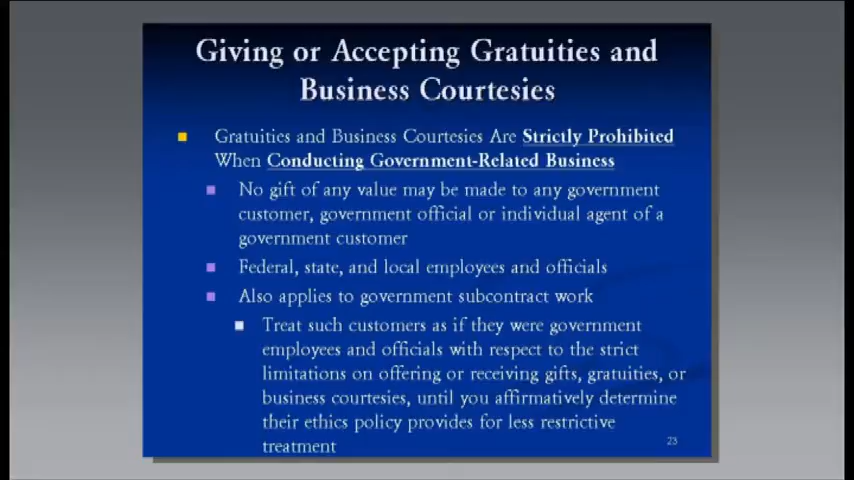 Giving or Accepting Gratuities and
Business Courtesies
Gratuities and Business Courtesies Are Strictly Prohibited
When Conducting Government-Related Business
No gift of any value may be made to any government
customer, government official or individual agent of a
government customer
Federal, state, and local employees and officials
Also applies to government subcontract work
Treat such customers as if they were government
employees and officials with respect to the strict
limitations on offering or receiving gifts, gratuities, or
business courtesies, until you affirmatively determine
their ethics policy provides for less restrictive
treatment
23